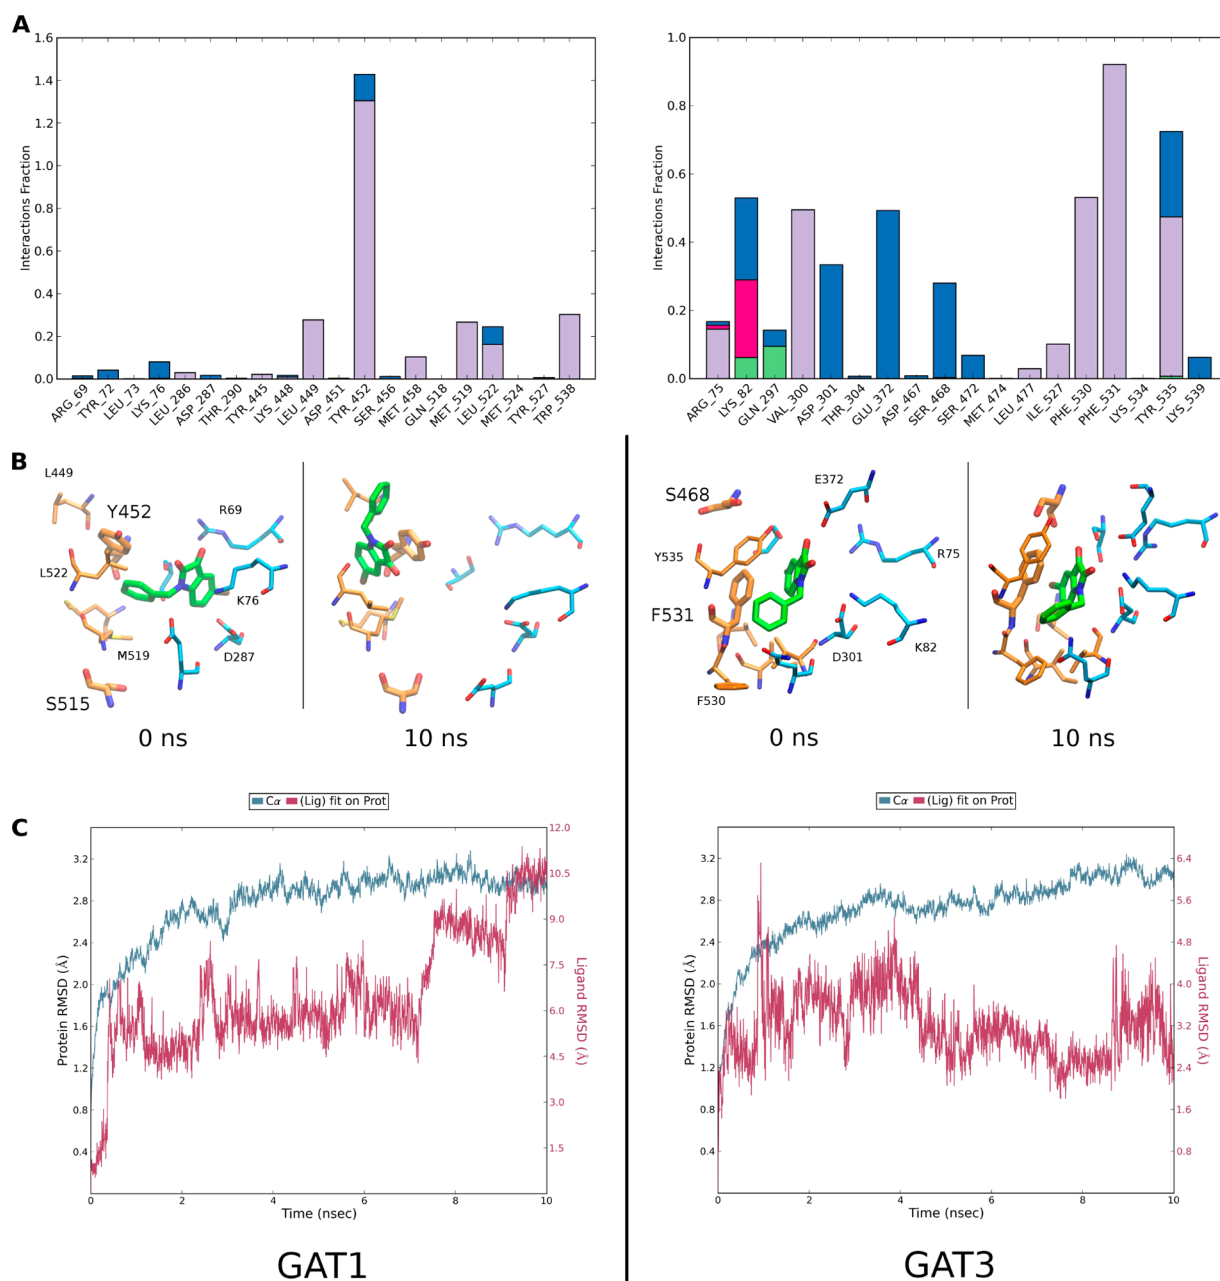 A
Interactions Fraction
1.6
1.4
1.2
1.0
0.8
0.6
0.4
0.2
0.0
ARG_69
TYR_72
LEU_73
LYS_76
LEU_286
ASP_287
THR_290
TYR_445
LYS_448
LEU_449
ASP_451
TYR_452
SER_456
MET_458
GLN_518
MET_519
LEU_522
MET_524
TYR_527
TRP_538
Interactions Fraction
1.0
0.8
0.6
0.4
0.2
0.0
ARG_75
LYS_82
GLN_297
VAL_300
ASP_301
THR_304
GLU_372
ASP_467
SER_468
SER_472
MET_474
LEU_477
ILE_527
PHE_530
PHE_531
LYS_534
TYR_535
LYS_539
B
L449
Y452
R69
L522
K76
M519
D287
S515
0 ns
10 ns
S468
E372
Y535
R75
F531
D301
K82
F530
0 ns
10 ns
C
Cα (Lig) fit on Prot
Protein RMSD (Å)
3.2
2.8
2.4
2.0
1.6
1.2
0.8
0.4
12.0
10.5
9.0
7.5
6.0
4.5
3.0
1.5
Ligand RMSD (Å)
0 2 4 6 8 10
Time (nsec)
GAT1
Cα (Lig) fit on Prot
Protein RMSD (Å)
3.2
2.8
2.4
2.0
1.6
1.2
0.8
0.4
6.4
5.6
4.8
4.0
3.2
2.4
1.6
0.8
Ligand RMSD (Å)
0 2 4 6 8 10
Time (nsec)
GAT3